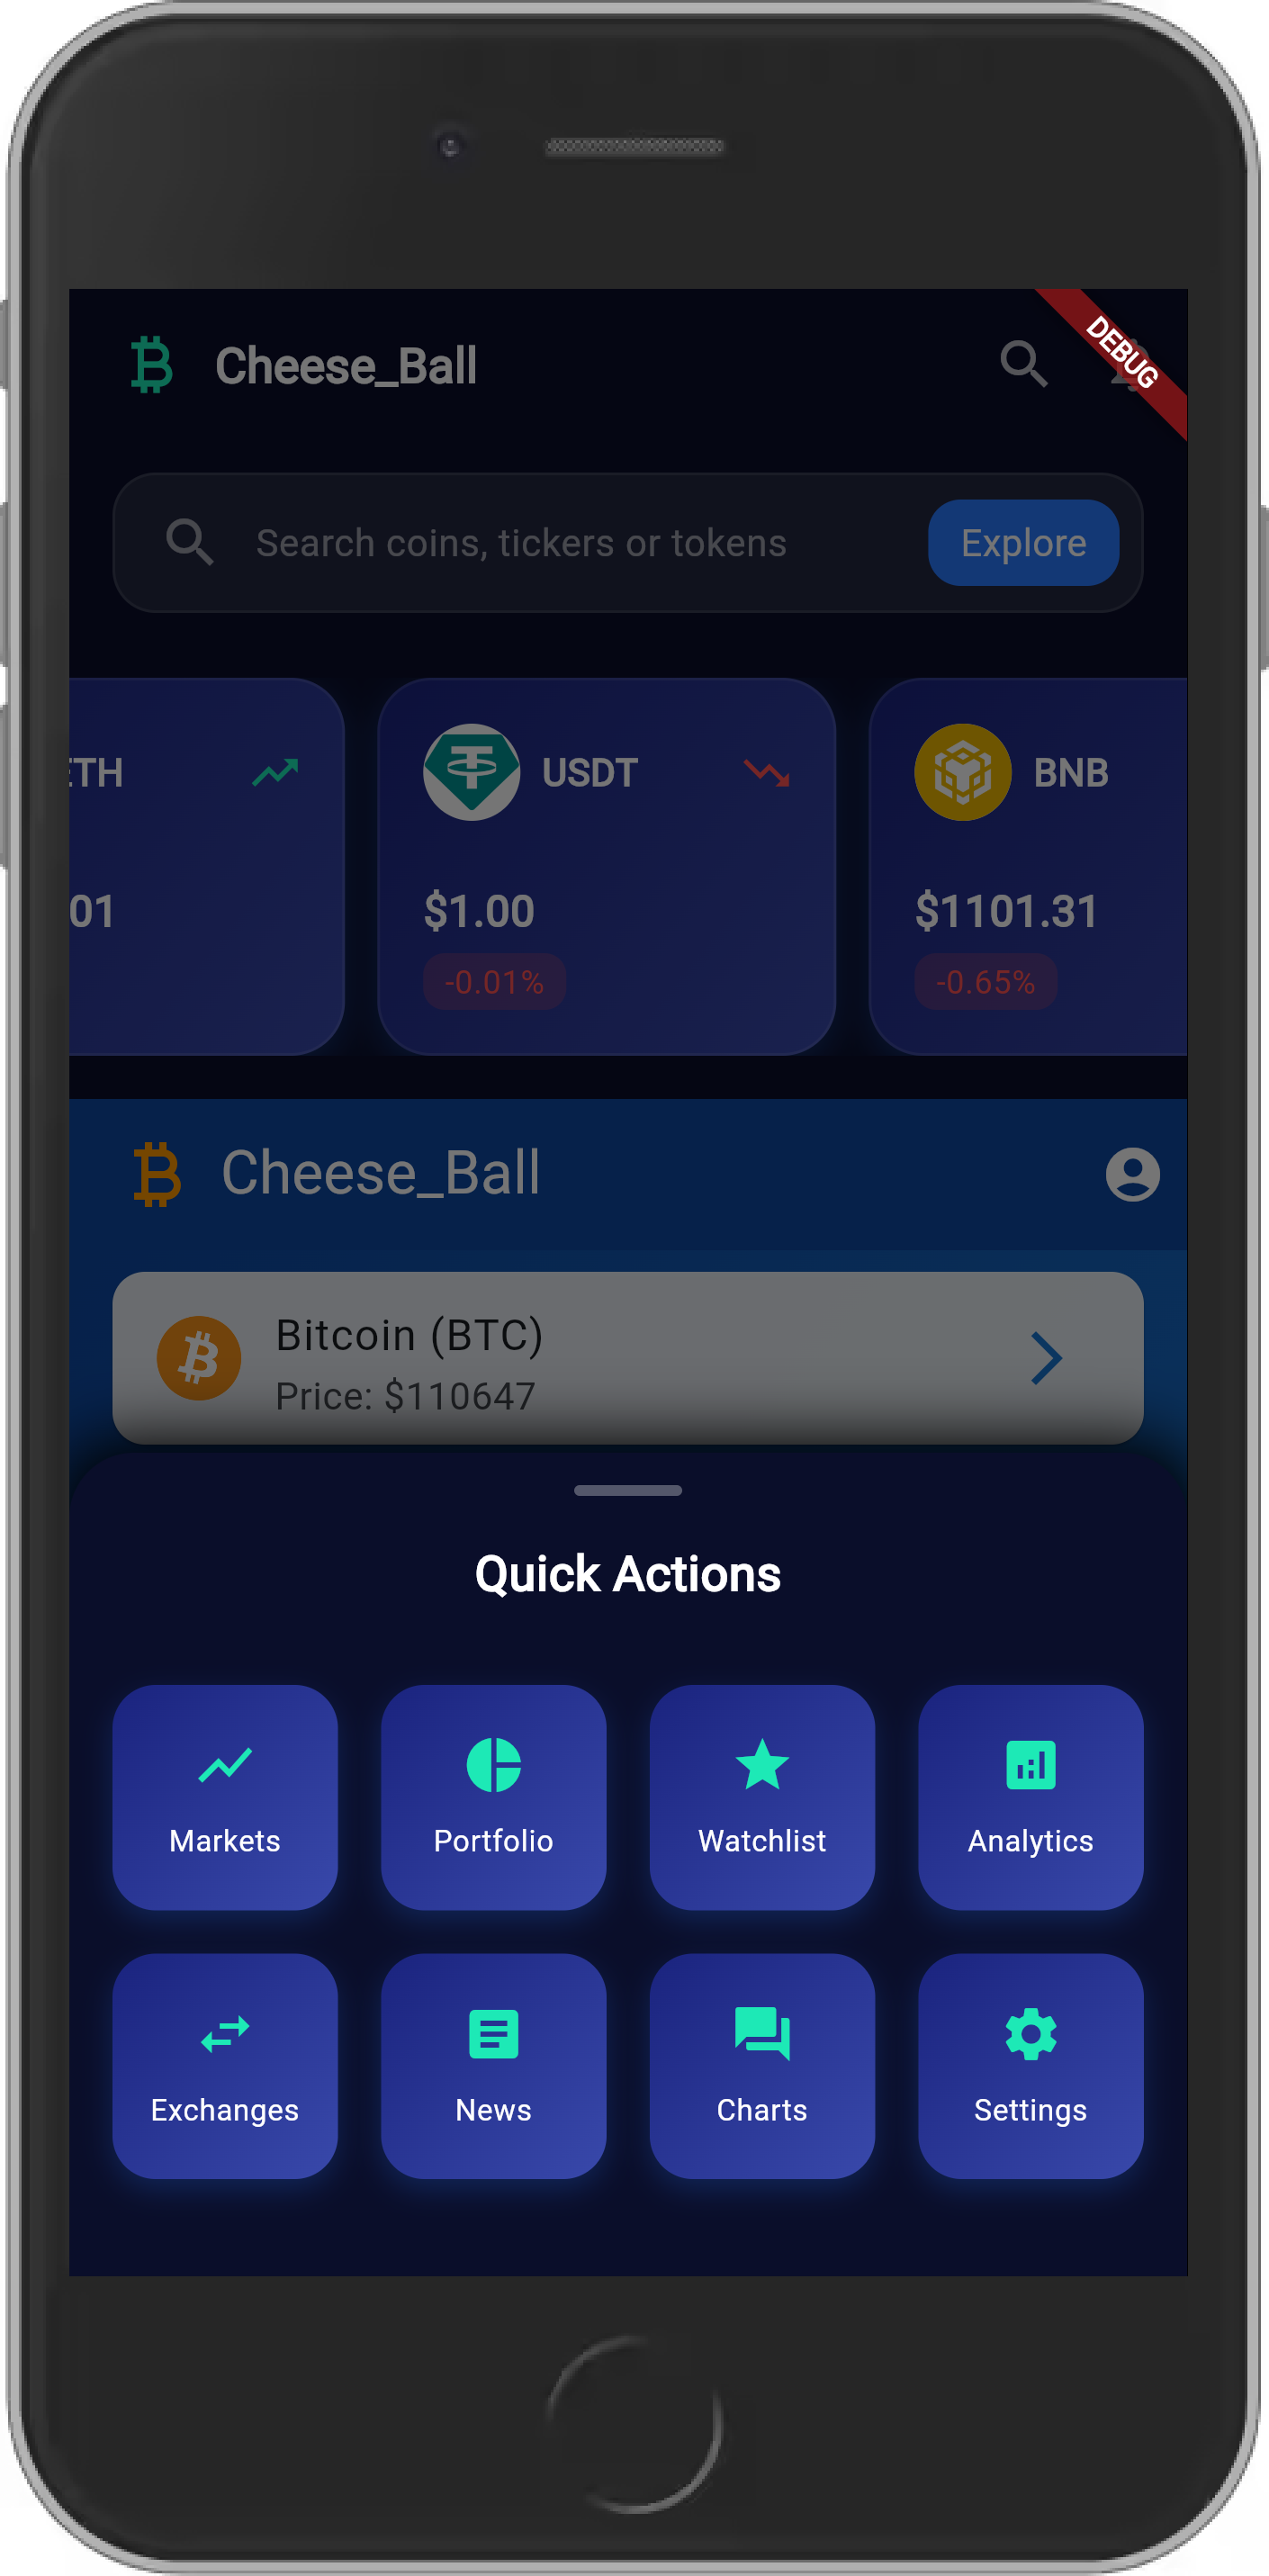 Cheese_Ball
DEBUG
Search coins, tickers or tokens
Explore
ETH
USDT
BNB
01
$1.00
$1101.31
-0.01%
-0.65%
Cheese_Ball
Bitcoin (BTC)
Price: $110647
Quick Actions
Markets
Portfolio
Watchlist
Analytics
Exchanges
News
Charts
Settings